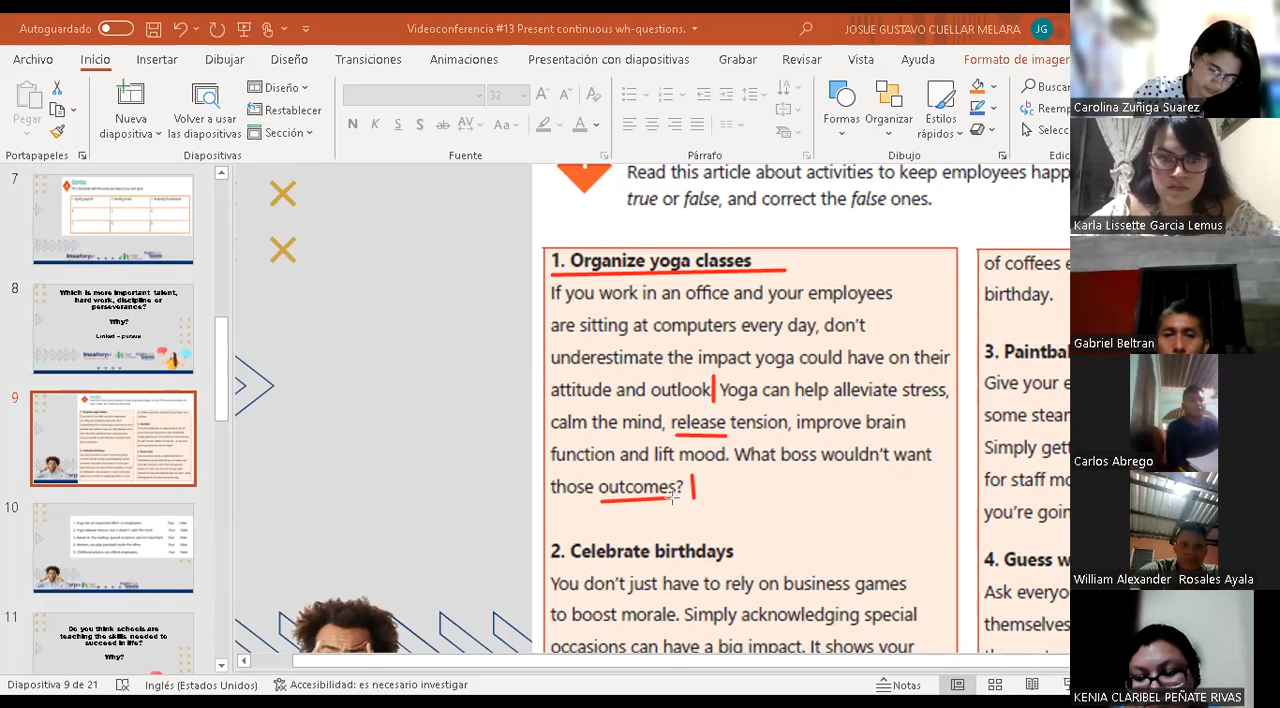 Autoguardado
Videoconferencia #13 Present continuous wh-questions.
JOSUE GUSTAVO CUELLAR MELARA
JG
Archivo Inicio Insertar Dibujar Diseño Transiciones Animaciones Presentación con diapositivas Grabar Revisar Vista Ayuda Formato de imagen
Pegar
Nueva diapositiva
Volver a usar las diapositivas
Diseño
Restablecer
Sección
32
N K S S ab Aa A
Formas
Organizar
Estilos rápidos
Buscar
Reemp
Selecc
Portapapeles Diapositivas Fuente Párrafo Dibujo Edic
7
8
Which is more important talent,
hard work, discipline or
perseverance?
Why?
9
10
11
Do you think schools are
teaching the skills needed to
succeed in life?
Why?
Read this article about activities to keep employees happ
true or false, and correct the false ones.
1. Organize yoga classes
If you work in an office and your employees
are sitting at computers every day, don't
underestimate the impact yoga could have on their
attitude and outlook. Yoga can help alleviate stress,
calm the mind, release tension, improve brain
function and lift mood. What boss wouldn't want
those outcomes?
2. Celebrate birthdays
You don't just have to rely on business games
to boost morale. Simply acknowledging special
occasions can have a big impact. It shows your
of coffees e
birthday.
3. Paintbal
Give your e
some stear
Simply gett
for staff mo
you're goin
4. Guess w
Ask everyo
themselves
Carolina Zuñiga Suarez
Karla Lissette Garcia Lemus
Gabriel Beltran
Carlos Abrego
William Alexander Rosales Ayala
KENIA CLARIBEL PEÑATE RIVAS
Diapositiva 9 de 21
Inglés (Estados Unidos)
Accesibilidad: es necesario investigar
Notas